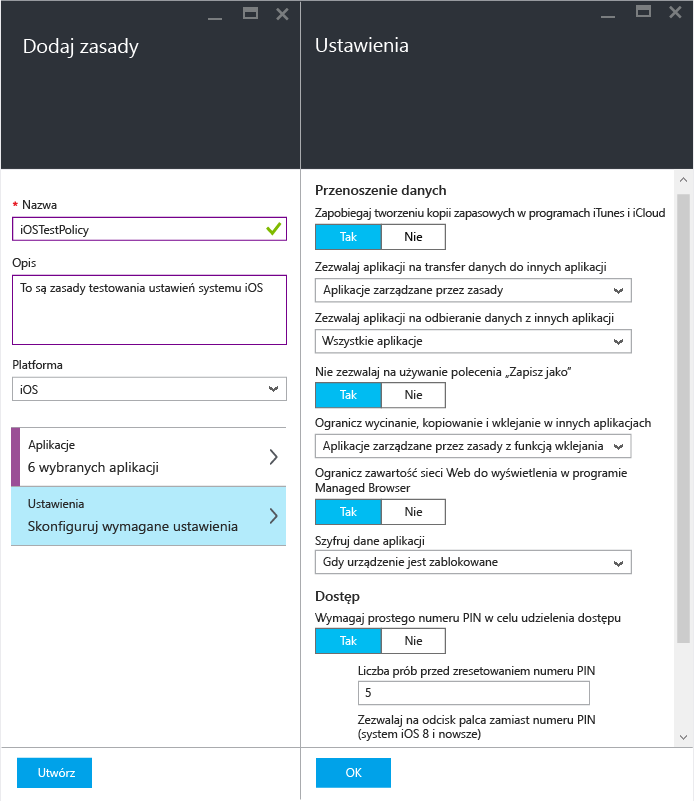 Dodaj zasady
* Nazwa
iOSTestPolicy
Opis
To są zasady testowania ustawień systemu iOS
Platforma
iOS
Aplikacje
6 wybranych aplikacji
Ustawienia
Skonfiguruj wymagane ustawienia
Utwórz
Ustawienia
Przenoszenie danych
Zapobiegaj tworzeniu kopii zapasowych w programach iTunes i iCloud
Tak Nie
Zezwalaj aplikacji na transfer danych do innych aplikacji
Aplikacje zarządzane przez zasady
Zezwalaj aplikacji na odbieranie danych z innych aplikacji
Wszystkie aplikacje
Nie zezwalaj na używanie polecenia „Zapisz jako”
Tak Nie
Ogranicz wycinanie, kopiowanie i wklejanie w innych aplikacjach
Aplikacje zarządzane przez zasady z funkcją wklejania
Ogranicz zawartość sieci Web do wyświetlenia w programie
Managed Browser
Tak Nie
Szyfruj dane aplikacji
Gdy urządzenie jest zablokowane
Dostęp
Wymagaj prostego numeru PIN w celu udzielenia dostępu
Tak Nie
Liczba prób przed zresetowaniem numeru PIN
5
Zezwalaj na odcisk palca zamiast numeru PIN
(system iOS 8 i nowsze)
OK